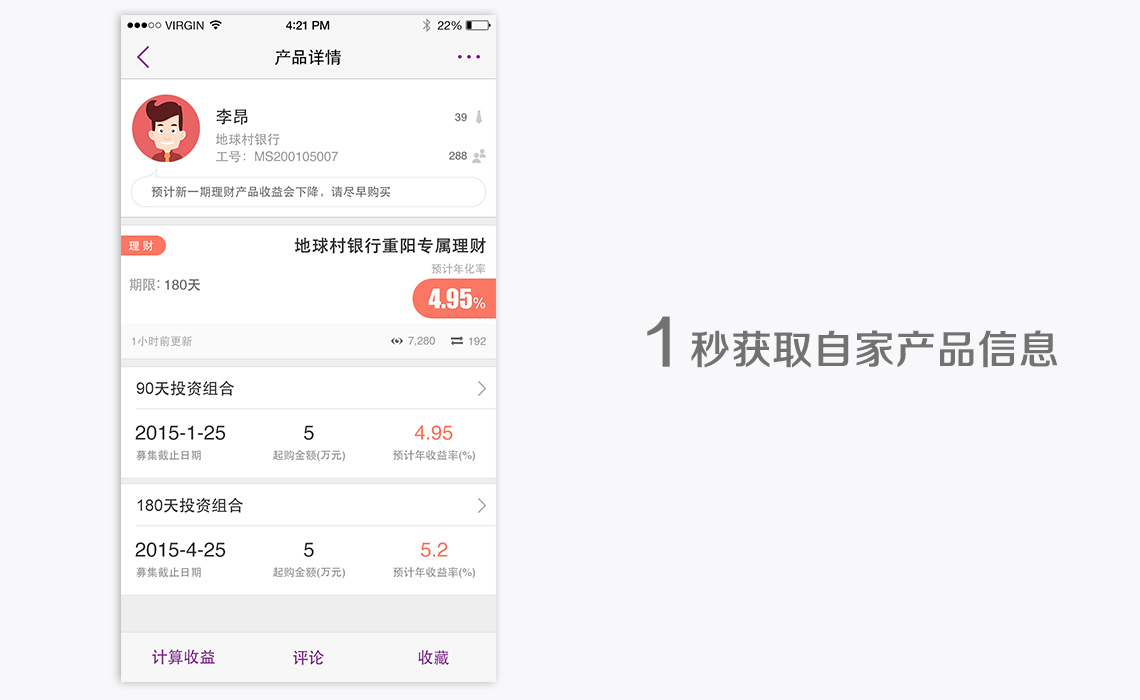 VIRGIN 4:21 PM 22%
产品详情
李昂 39
地球村银行
工号：MS200105007 288
预计新一期理财产品收益会下降，请尽早购买
理财 地球村银行重阳专属理财
预计年化率
期限：180天 4.95%
1小时前更新 7,280 192
90天投资组合
2015-1-25 5 4.95
募集截止日期 起购金额(万元) 预计年收益率(%)
180天投资组合
2015-4-25 5 5.2
募集截止日期 起购金额(万元) 预计年收益率(%)
计算收益 评论 收藏
1秒获取自家产品信息